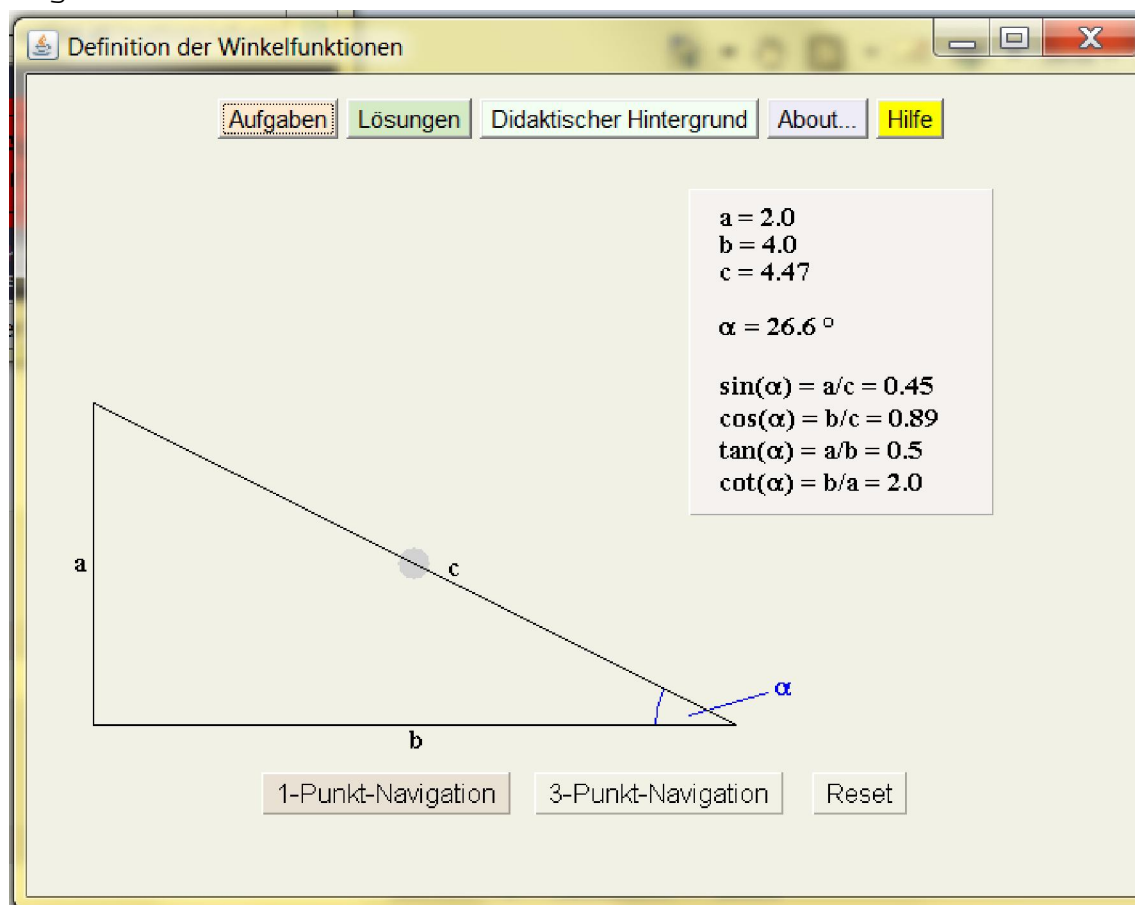 Definition der Winkelfunktionen
Aufgaben Lösungen Didaktischer Hintergrund About... Hilfe
a = 2.0
b = 4.0
c = 4.47
α = 26.6 °
sin(α) = a/c = 0.45
cos(α) = b/c = 0.89
tan(α) = a/b = 0.5
cot(α) = b/a = 2.0
a
c
α
b
1-Punkt-Navigation 3-Punkt-Navigation Reset